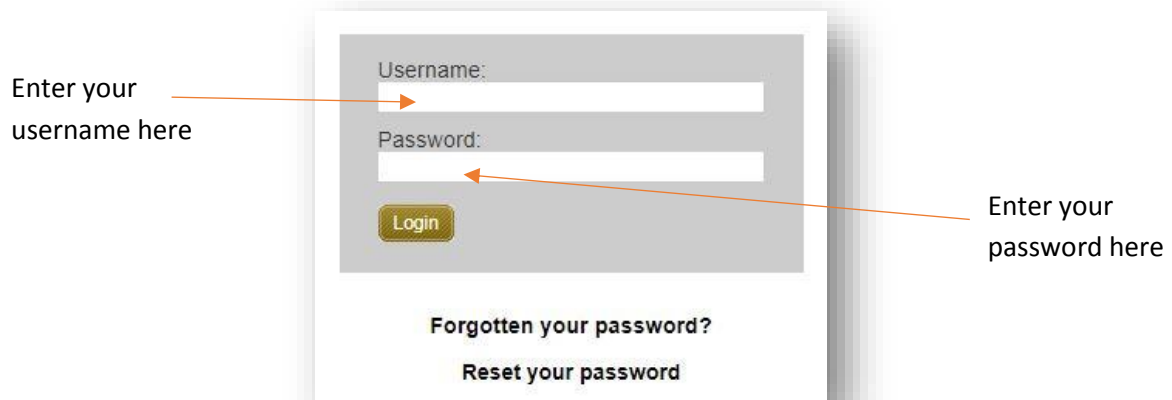 Enter your
username here
Username:
Password:
Login
Enter your
password here
Forgotten your password?
Reset your password